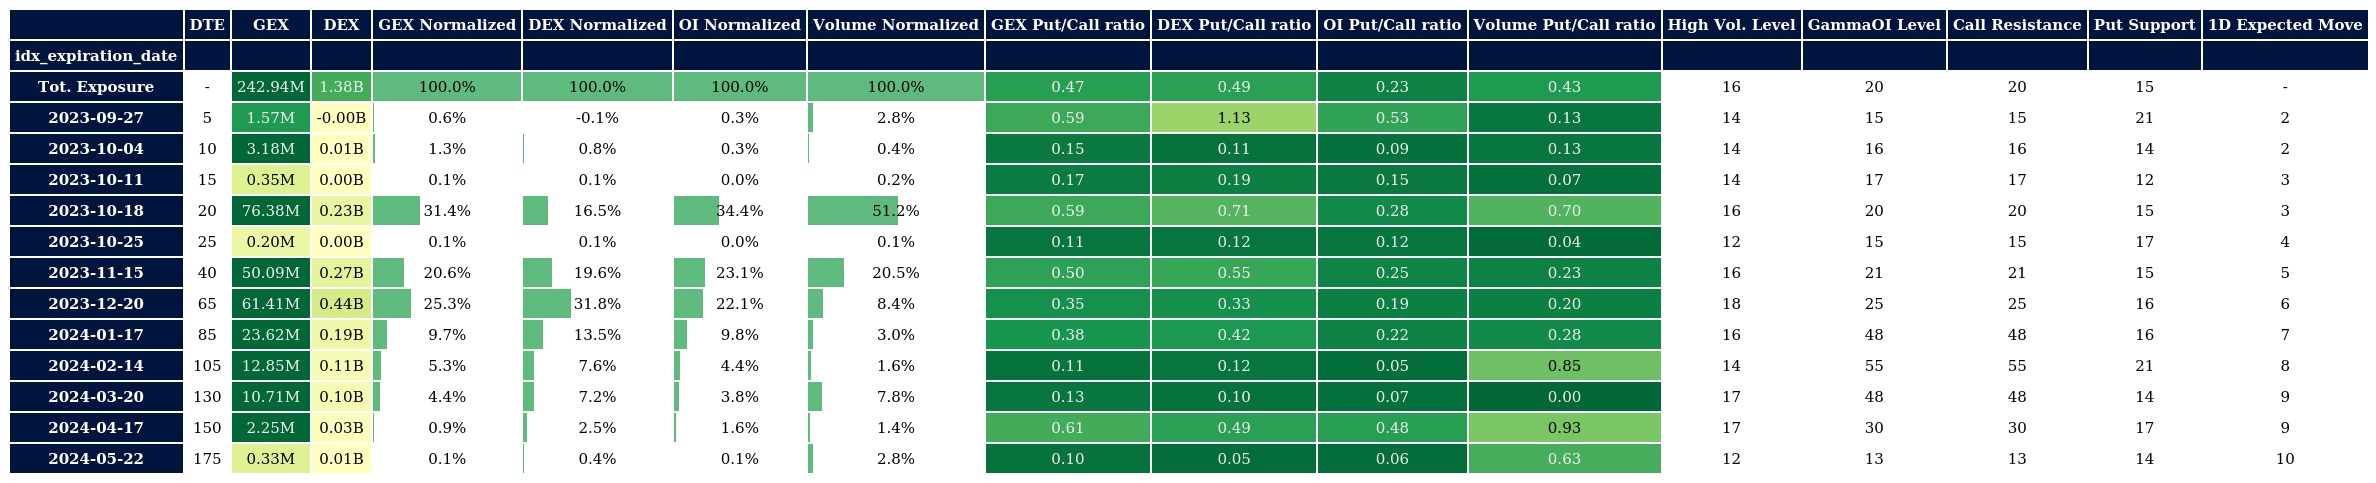 DTE GEX DEX GEX Normalized DEX Normalized OI Normalized Volume Normalized GEX Put/Call ratio DEX Put/Call ratio OI Put/Call ratio Volume Put/Call ratio High Vol. Level GammaOI Level Call Resistance Put Support 1D Expected Move
idx_expiration_date
Tot. Exposure - 242.94M 1.38B 100.0% 100.0% 100.0% 100.0% 0.47 0.49 0.23 0.43 16 20 20 15 -
2023-09-27 5 1.57M -0.00B 0.6% -0.1% 0.3% 2.8% 0.59 1.13 0.53 0.13 14 15 15 21 2
2023-10-04 10 3.18M 0.01B 1.3% 0.8% 0.3% 0.4% 0.15 0.11 0.09 0.13 14 16 16 14 2
2023-10-11 15 0.35M 0.00B 0.1% 0.1% 0.0% 0.2% 0.17 0.19 0.15 0.07 14 17 17 12 3
2023-10-18 20 76.38M 0.23B 31.4% 16.5% 34.4% 51.2% 0.59 0.71 0.28 0.70 16 20 20 15 3
2023-10-25 25 0.20M 0.00B 0.1% 0.1% 0.0% 0.1% 0.11 0.12 0.12 0.04 12 15 15 17 4
2023-11-15 40 50.09M 0.27B 20.6% 19.6% 23.1% 20.5% 0.50 0.55 0.25 0.23 16 21 21 15 5
2023-12-20 65 61.41M 0.44B 25.3% 31.8% 22.1% 8.4% 0.35 0.33 0.19 0.20 18 25 25 16 6
2024-01-17 85 23.62M 0.19B 9.7% 13.5% 9.8% 3.0% 0.38 0.42 0.22 0.28 16 48 48 16 7
2024-02-14 105 12.85M 0.11B 5.3% 7.6% 4.4% 1.6% 0.11 0.12 0.05 0.85 14 55 55 21 8
2024-03-20 130 10.71M 0.10B 4.4% 7.2% 3.8% 7.8% 0.13 0.10 0.07 0.00 17 48 48 14 9
2024-04-17 150 2.25M 0.03B 0.9% 2.5% 1.6% 1.4% 0.61 0.49 0.48 0.93 17 30 30 17 9
2024-05-22 175 0.33M 0.01B 0.1% 0.4% 0.1% 2.8% 0.10 0.05 0.06 0.63 12 13 13 14 10